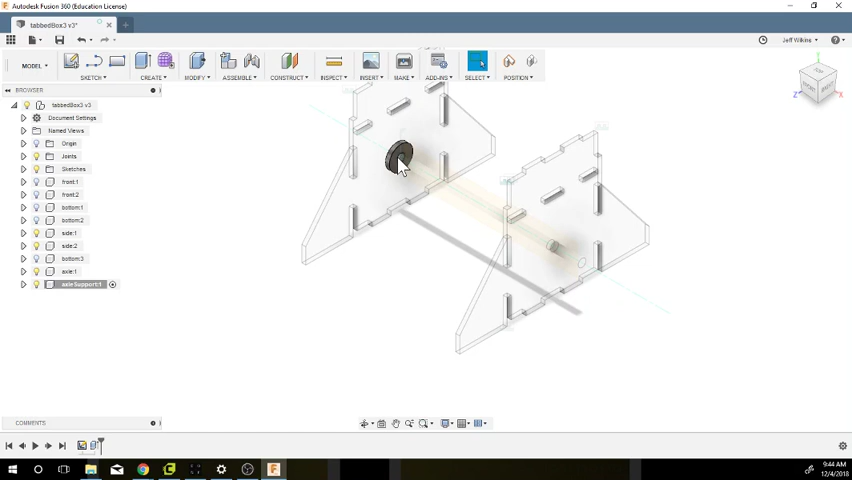 Autodesk Fusion 360 (Education License)
tabbedBox3 v3*
Jeff Wilkins
MODEL
SKETCH
CREATE
MODIFY
ASSEMBLE
CONSTRUCT
INSPECT
INSERT
MAKE
ADD-INS
SELECT
POSITION
BROWSER
tabbedBox3 v3
Document Settings
Named Views
Origin
Joints
Sketches
front:1
front:2
bottom:1
bottom:2
side:1
side:2
bottom:3
axle:1
axleSupport:1
TOP
FRONT
RIGHT
Z
X
COMMENTS
9:44 AM
12/4/2018